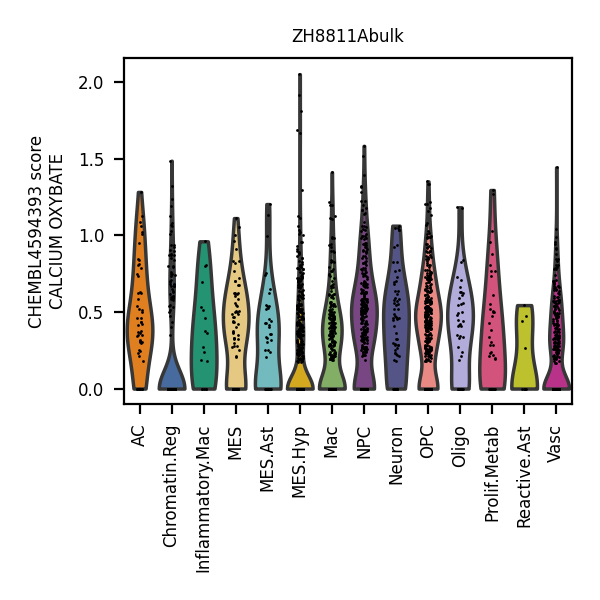 ZH8811Abulk
CHEMBL4594393 score
CALCIUM OXYBATE
2.0
1.5
1.0
0.5
0.0
AC
Chromatin.Reg
Inflammatory.Mac
MES
MES.Ast
MES.Hyp
Mac
NPC
Neuron
OPC
Oligo
Prolif.Metab
Reactive.Ast
Vasc